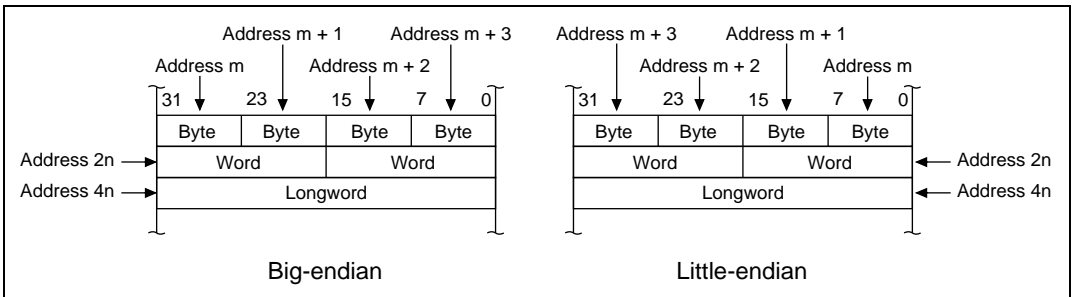 Address m + 1 Address m + 3 Address m + 3 Address m + 1
Address m Address m + 2 Address m + 2 Address m
31 23 15 7 0 31 23 15 7 0
Byte Byte Byte Byte Byte Byte Byte Byte
Address 2n Word Word Word Word Address 2n
Address 4n Longword Longword Address 4n
Big-endian Little-endian